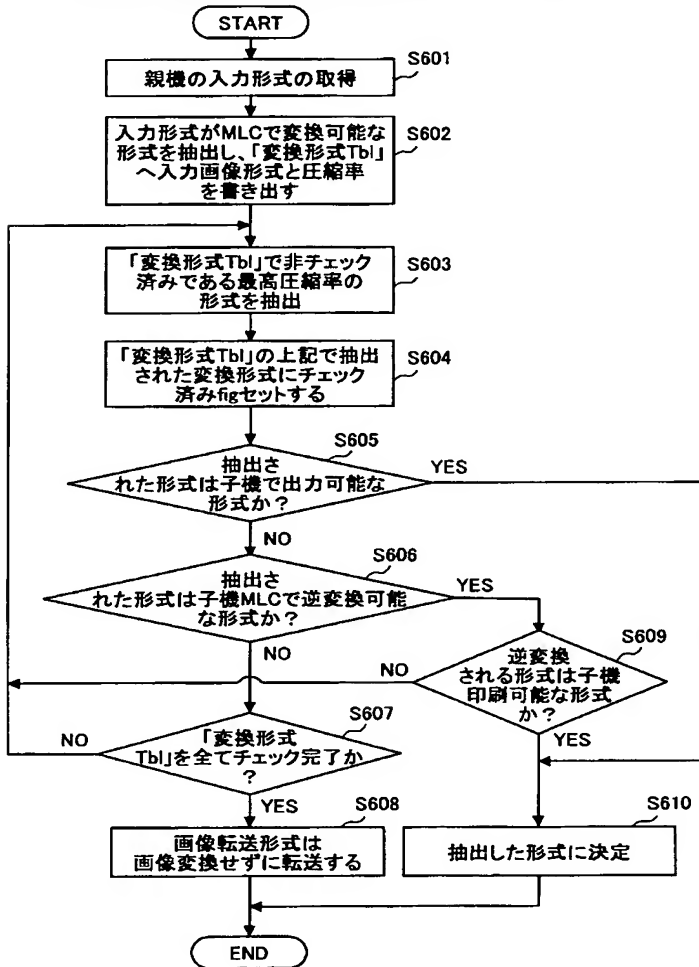 START
S601
親機の入力形式の取得
S602
入力形式がMLCで変換可能な
形式を抽出し、「変換形式Tbl」
へ入力画像形式と圧縮率
を書き出す
S603
「変換形式Tbl」で非チェック
済みである最高圧縮率の
形式を抽出
S604
「変換形式Tbl」の上記で抽出
された変換形式にチェック
済みfigセットする
S605
抽出さ
れた形式は子機で出力可能な
形式か?
YES
NO
S606
抽出さ
れた形式は子機MLCで逆変換可能
な形式か?
YES
NO
S609
逆変換
される形式は子機
印刷可能な形式
か?
NO
YES
S607
「変換形式
Tbl」を全てチェック完了か
?
NO
YES
S608
画像転送形式は
画像変換せずに転送する
S610
抽出した形式に決定
END